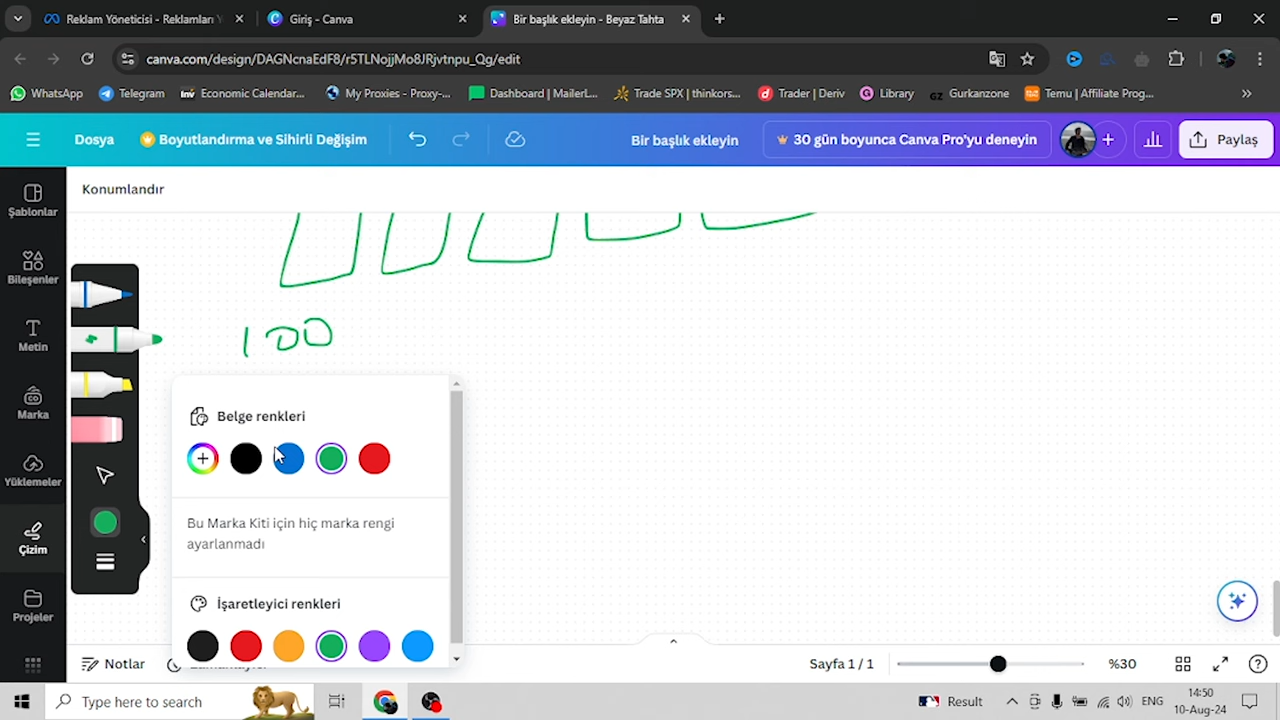 Reklam Yöneticisi - Reklamları Y
Giriş - Canva
Bir başlık ekleyin - Beyaz Tahta
canva.com/design/DAGNcnaEdF8/r5TLNojjMo8JRjvtnpu_Qg/edit
WhatsApp
Telegram
Economic Calendar...
My Proxies - Proxy-...
Dashboard | MailerL...
Trade SPX | thinkors...
Trader | Deriv
Library
Gurkanzone
Temu | Affiliate Prog...
Dosya
Boyutlandırma ve Sihirli Değişim
Bir başlık ekleyin
30 gün boyunca Canva Pro'yu deneyin
Paylaş
Şablonlar
Konumlandır
Bileşenler
Metin
Marka
Yüklemeler
Çizim
Projeler
100
Belge renkleri
Bu Marka Kiti için hiç marka rengi
ayarlanmadı
İşaretleyici renkleri
Notlar
Sayfa 1 / 1
%30
Type here to search
Result
ENG
14:50
10-Aug-24